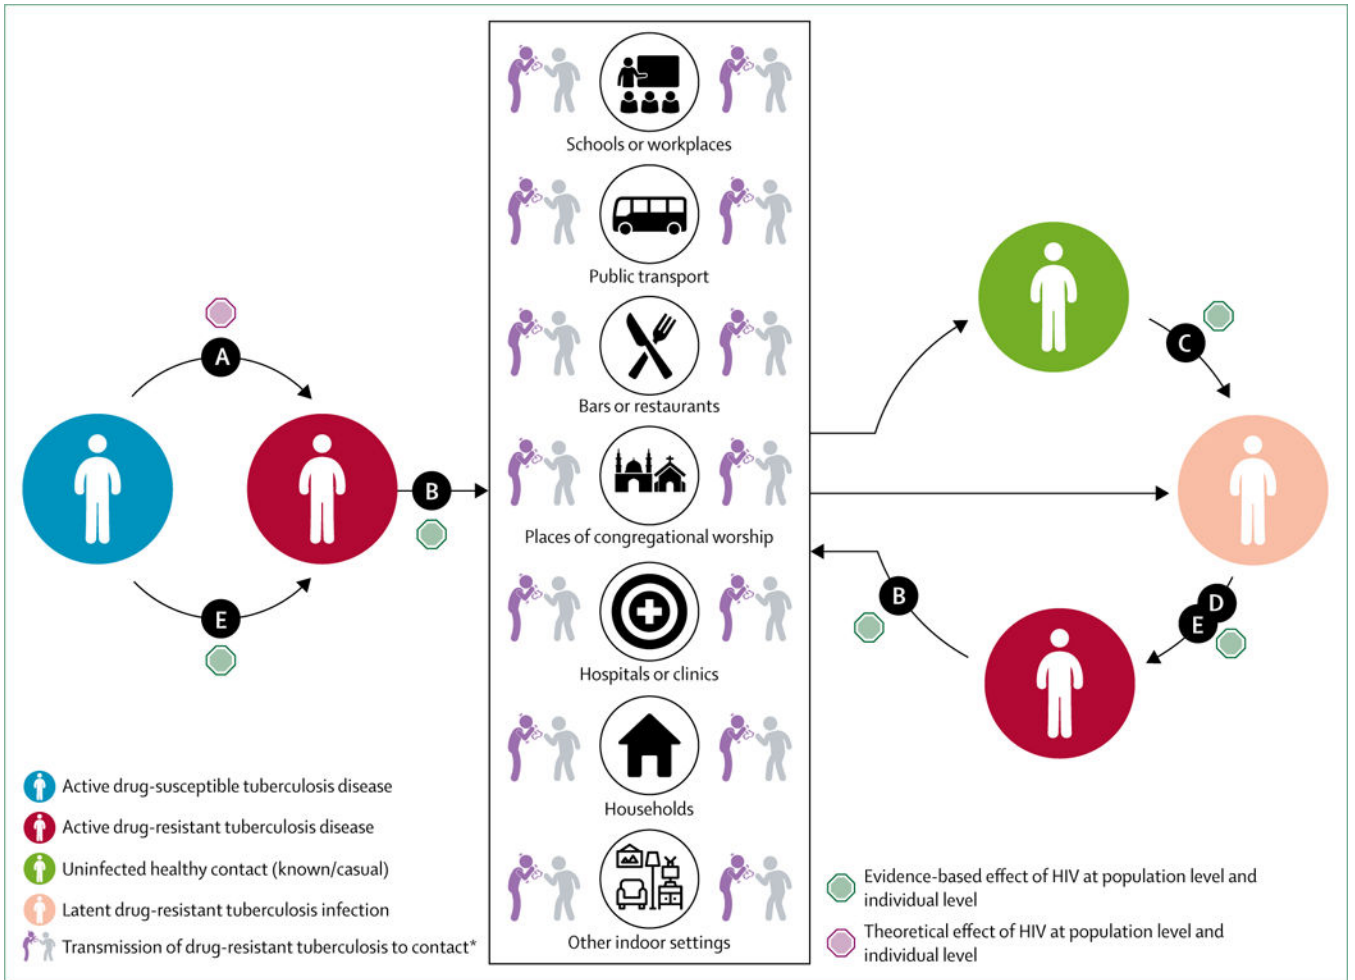 Schools or workplaces
Public transport
A
Bars or restaurants
C
B
Places of congregational worship
B
D
E
E
Hospitals or clinics
Households
Active drug-susceptible tuberculosis disease
Active drug-resistant tuberculosis disease
Uninfected healthy contact (known/casual)
Latent drug-resistant tuberculosis infection
Transmission of drug-resistant tuberculosis to contact*
Other indoor settings
Evidence-based effect of HIV at population level and
individual level
Theoretical effect of HIV at population level and
individual level